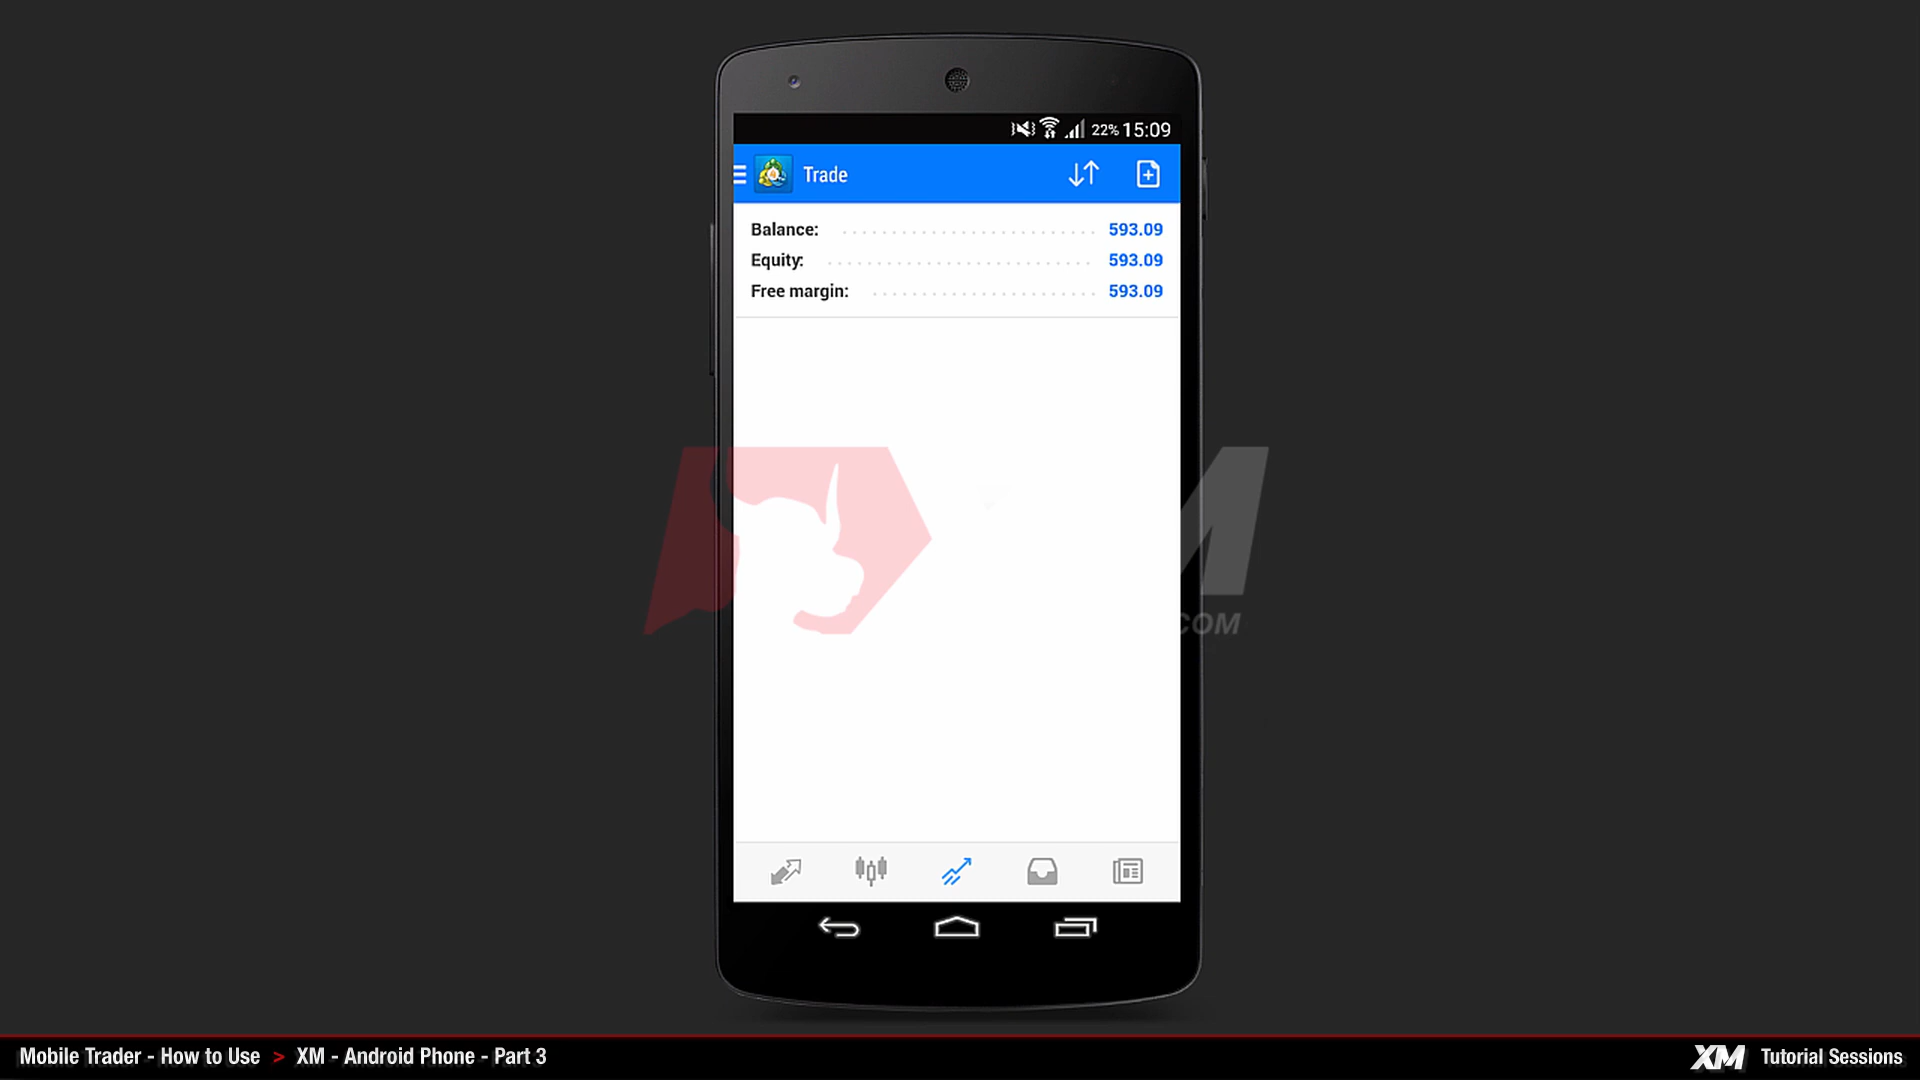 22% 15:09
Trade
Balance: 593.09
Equity: 593.09
Free margin: 593.09
M
.COM
Mobile Trader - How to Use > XM - Android Phone - Part 3
XM Tutorial Sessions